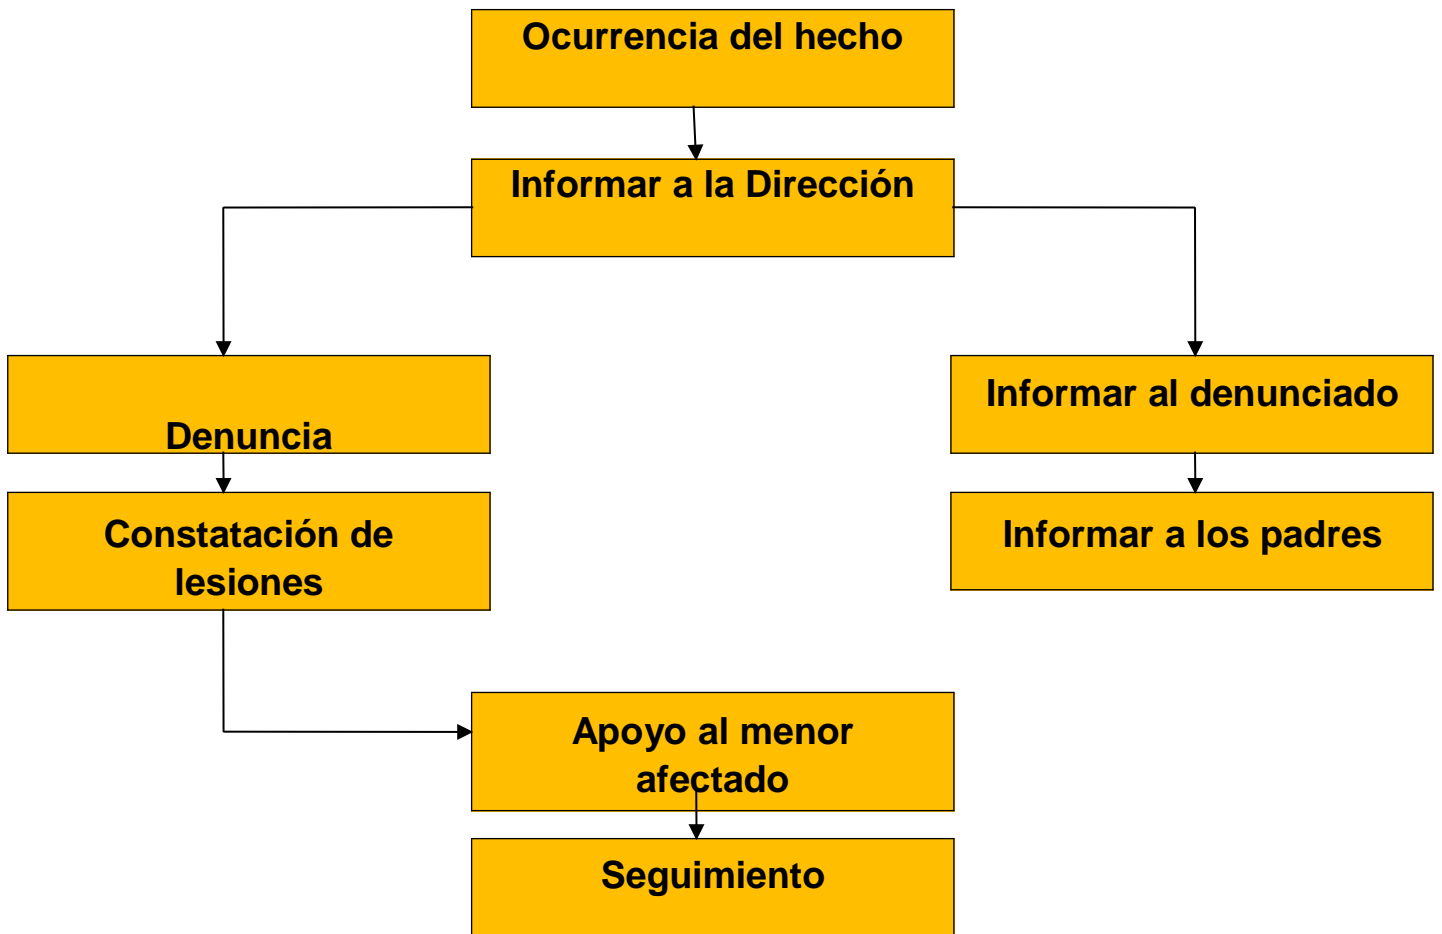 Ocurrencia del hecho
Informar a la Dirección
Denuncia
Informar al denunciado
Constatación de
lesiones
Informar a los padres
Apoyo al menor
afectado
Seguimiento